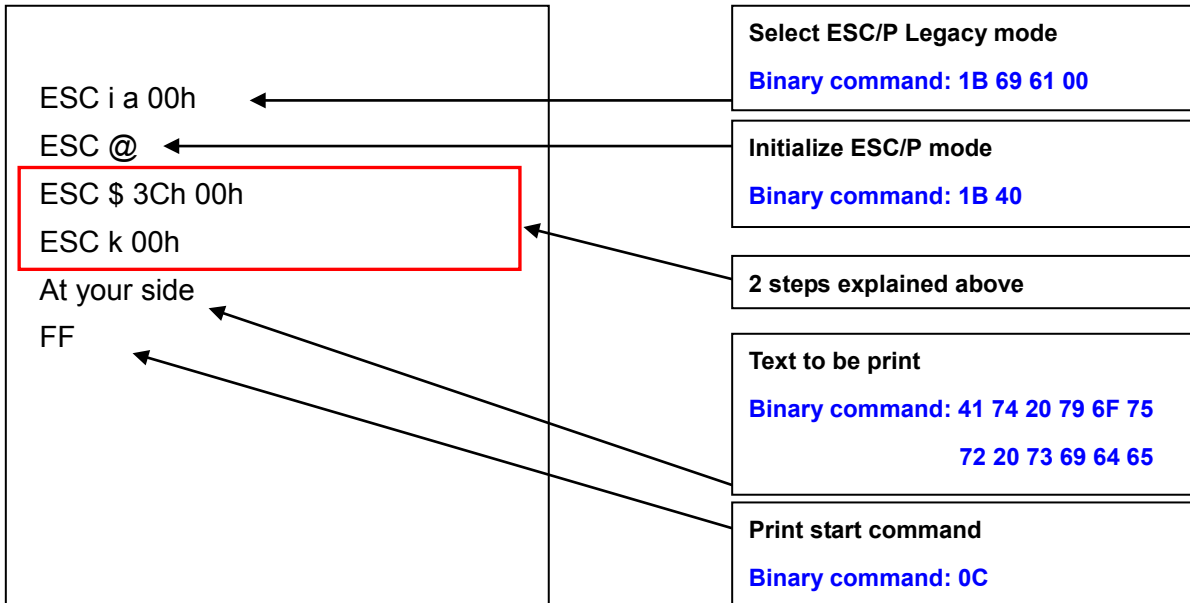 ESC i a 00h
ESC @
ESC $ 3Ch 00h
ESC k 00h
At your side
FF
Select ESC/P Legacy mode
Binary command: 1B 69 61 00
Initialize ESC/P mode
Binary command: 1B 40
2 steps explained above
Text to be print
Binary command: 41 74 20 79 6F 75
72 20 73 69 64 65
Print start command
Binary command: 0C